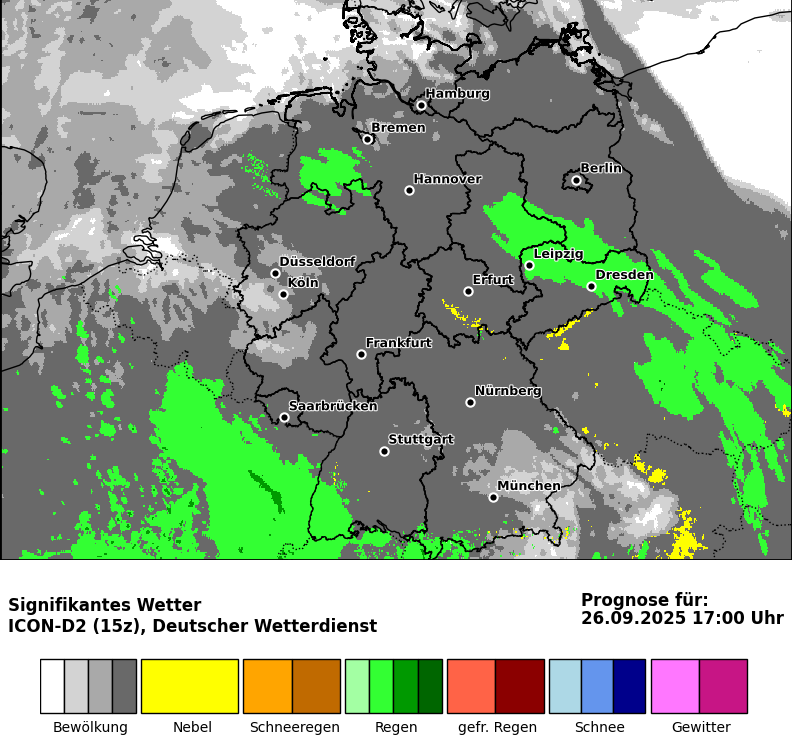 Hamburg
Bremen
Berlin
Hannover
Düsseldorf
Leipzig
Köln
Erfurt
Dresden
Frankfurt
Nürnberg
Saarbrücken
Stuttgart
München
Signifikantes Wetter
ICON-D2 (15z), Deutscher Wetterdienst
Prognose für:
26.09.2025 17:00 Uhr
Bewölkung
Nebel
Schneeregen
Regen
gefr. Regen
Schnee
Gewitter